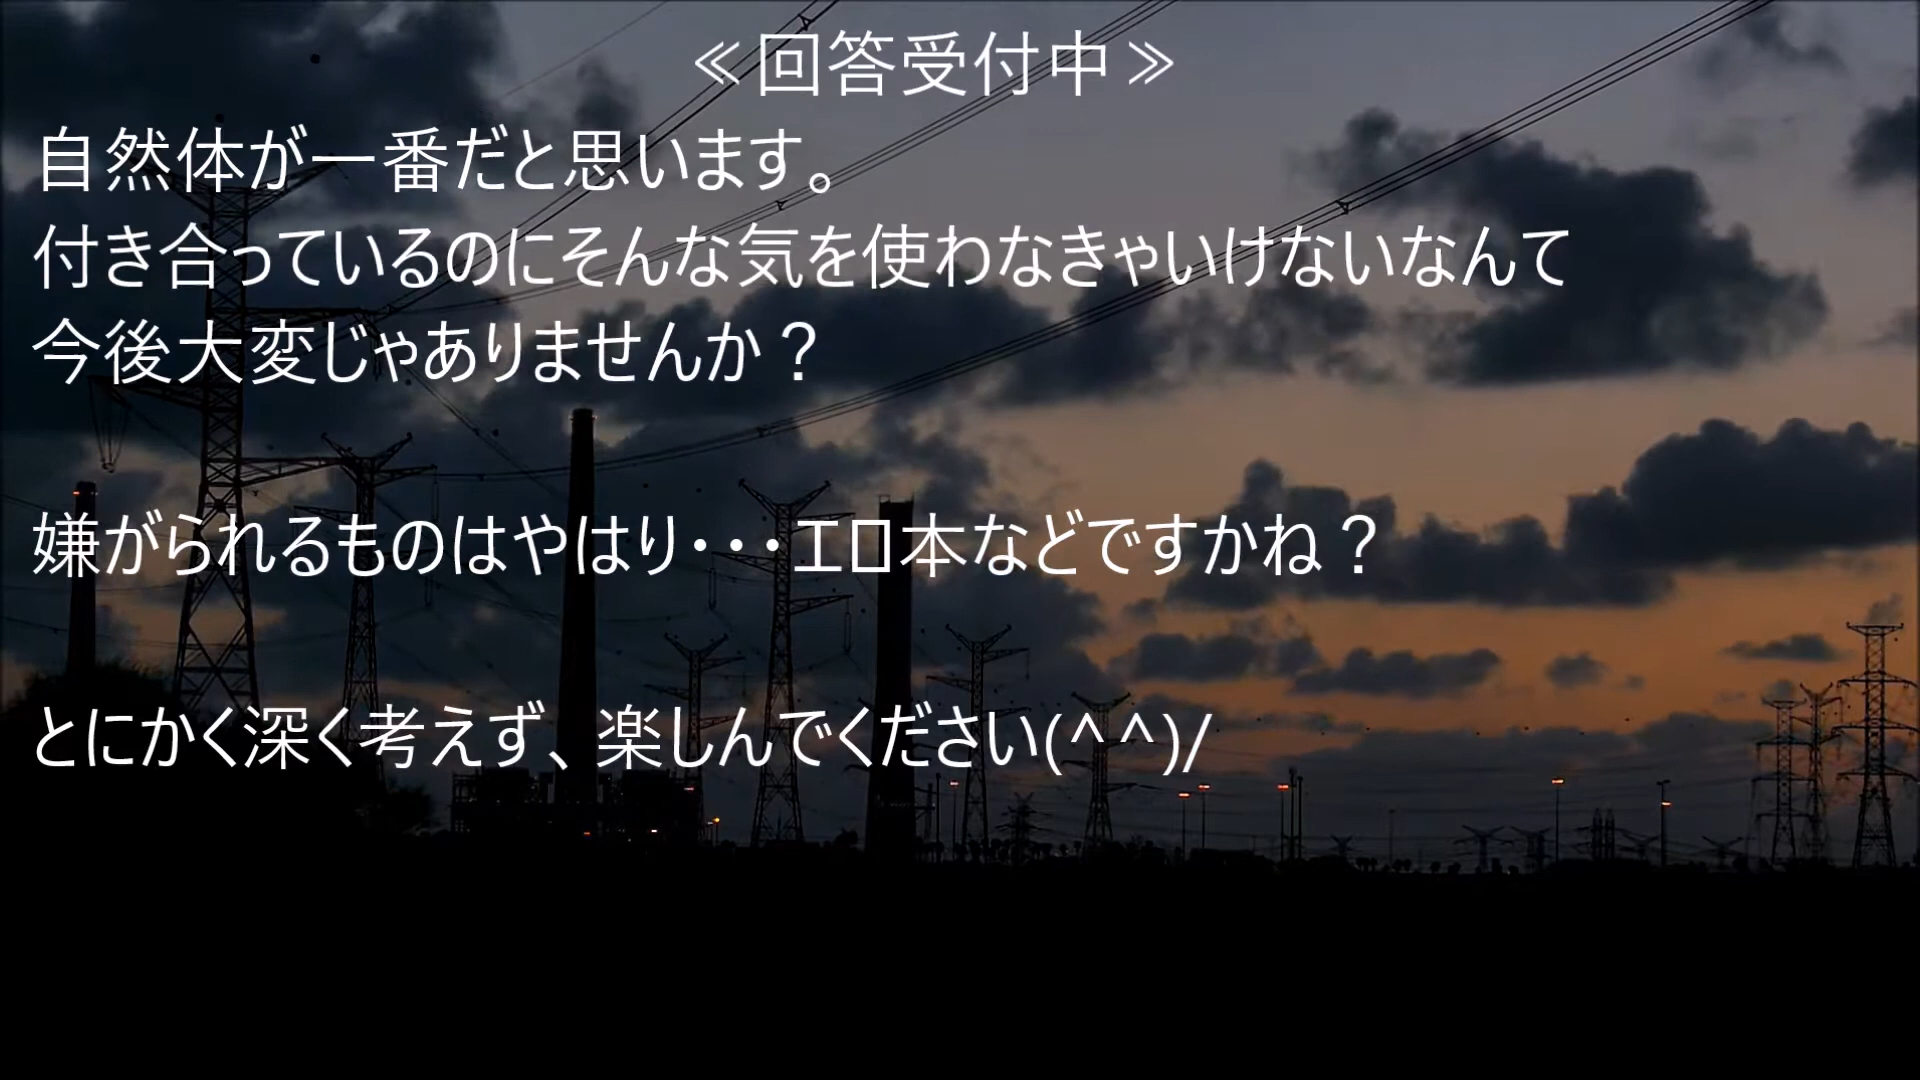 ≪回答受付中≫
自然体が一番だと思います。
付き合っているのにそんな気を使わなきゃいけないなんて
今後大変じゃありませんか？
嫌がられるものはやはり・・・エロ本などですかね？
とにかく深く考えず、楽しんでください(^^)/